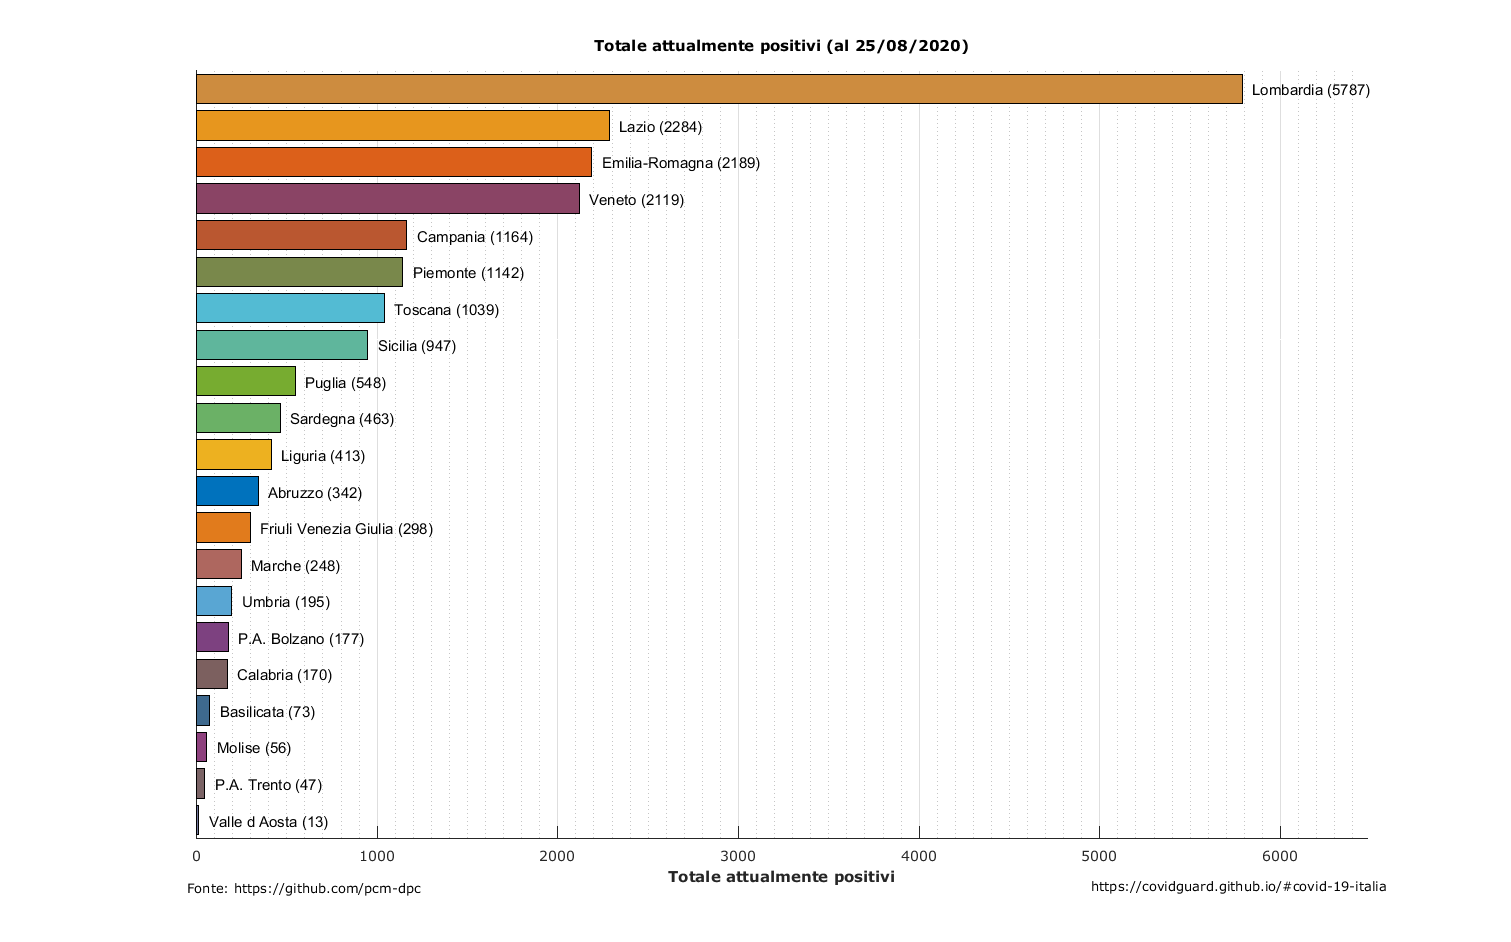 Totale attualmente positivi (al 25/08/2020)
Lombardia (5787)
Lazio (2284)
Emilia-Romagna (2189)
Veneto (2119)
Campania (1164)
Piemonte (1142)
Toscana (1039)
Sicilia (947)
Puglia (548)
Sardegna (463)
Liguria (413)
Abruzzo (342)
Friuli Venezia Giulia (298)
Marche (248)
Umbria (195)
P.A. Bolzano (177)
Calabria (170)
Basilicata (73)
Molise (56)
P.A. Trento (47)
Valle d Aosta (13)
0 1000 2000 3000 4000 5000 6000
Totale attualmente positivi
Fonte: https://github.com/pcm-dpc
https://covidguard.github.io/#covid-19-italia